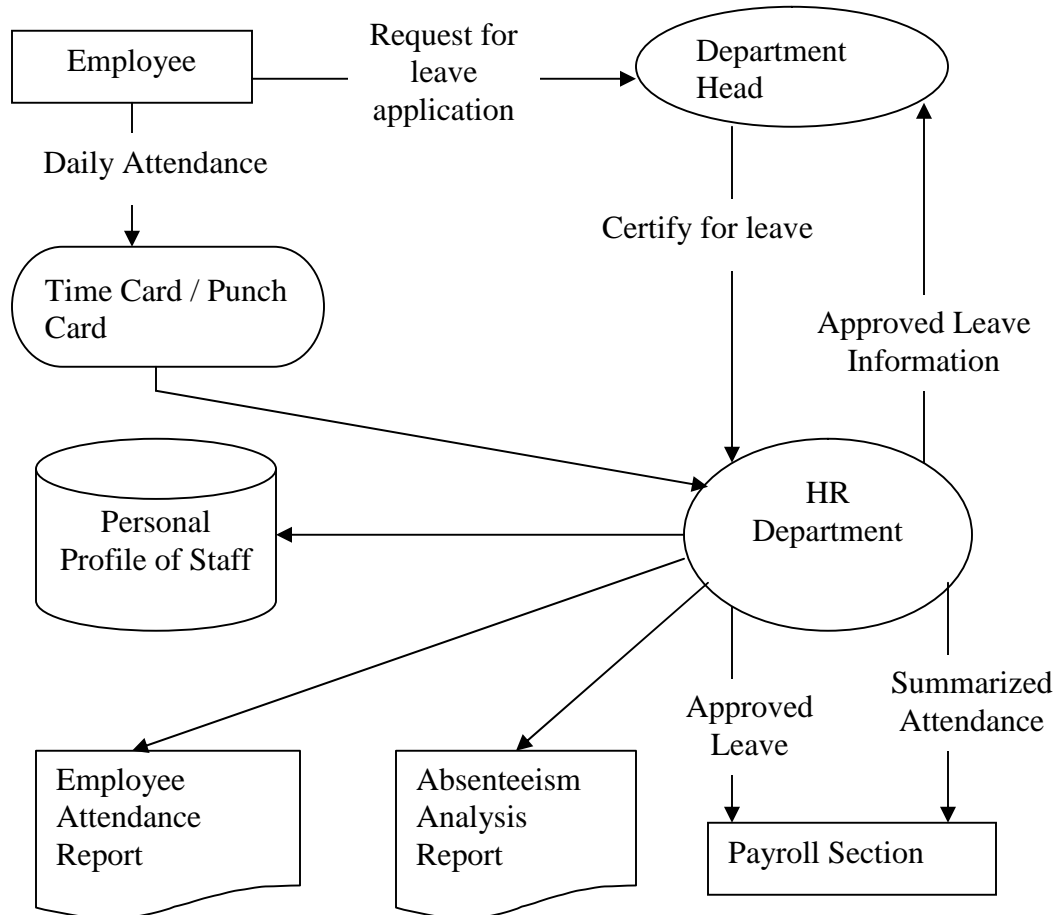 Employee
Request for
leave
application
Department
Head
Daily Attendance
Certify for leave
Time Card / Punch
Card
Approved Leave
Information
Personal
Profile of Staff
HR
Department
Approved
Leave
Summarized
Attendance
Employee
Attendance
Report
Absenteeism
Analysis
Report
Payroll Section